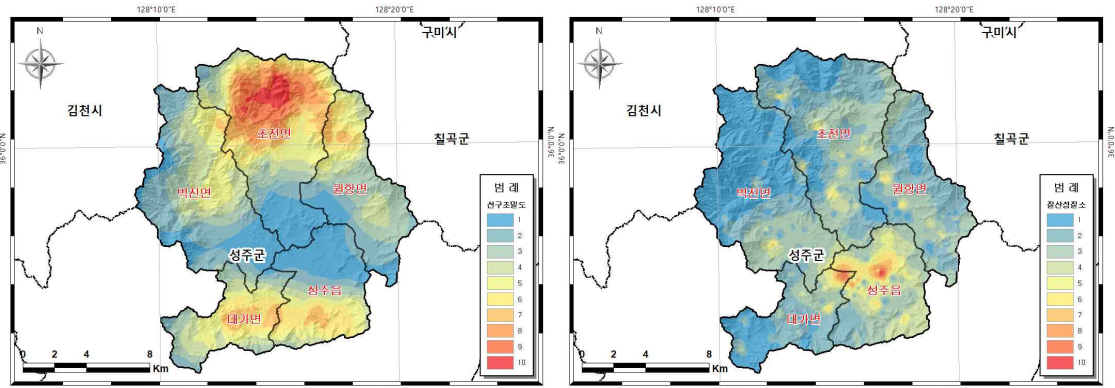 128°10'0"E
128°20'0"E
N
구미시
김천시
칠곡군
36°0'0"N
초전면
벽진면
월항면
성주군
성주읍
대가면
범 례
선구조밀도
1
2
3
4
5
6
7
8
9
10
0 2 4 8
Km
128°10'0"E
128°20'0"E
N
구미시
김천시
칠곡군
36°0'0"N
초전면
벽진면
월항면
성주군
성주읍
대가면
범 례
질산성질소
1
2
3
4
5
6
7
8
9
10
0 2 4 8
Km